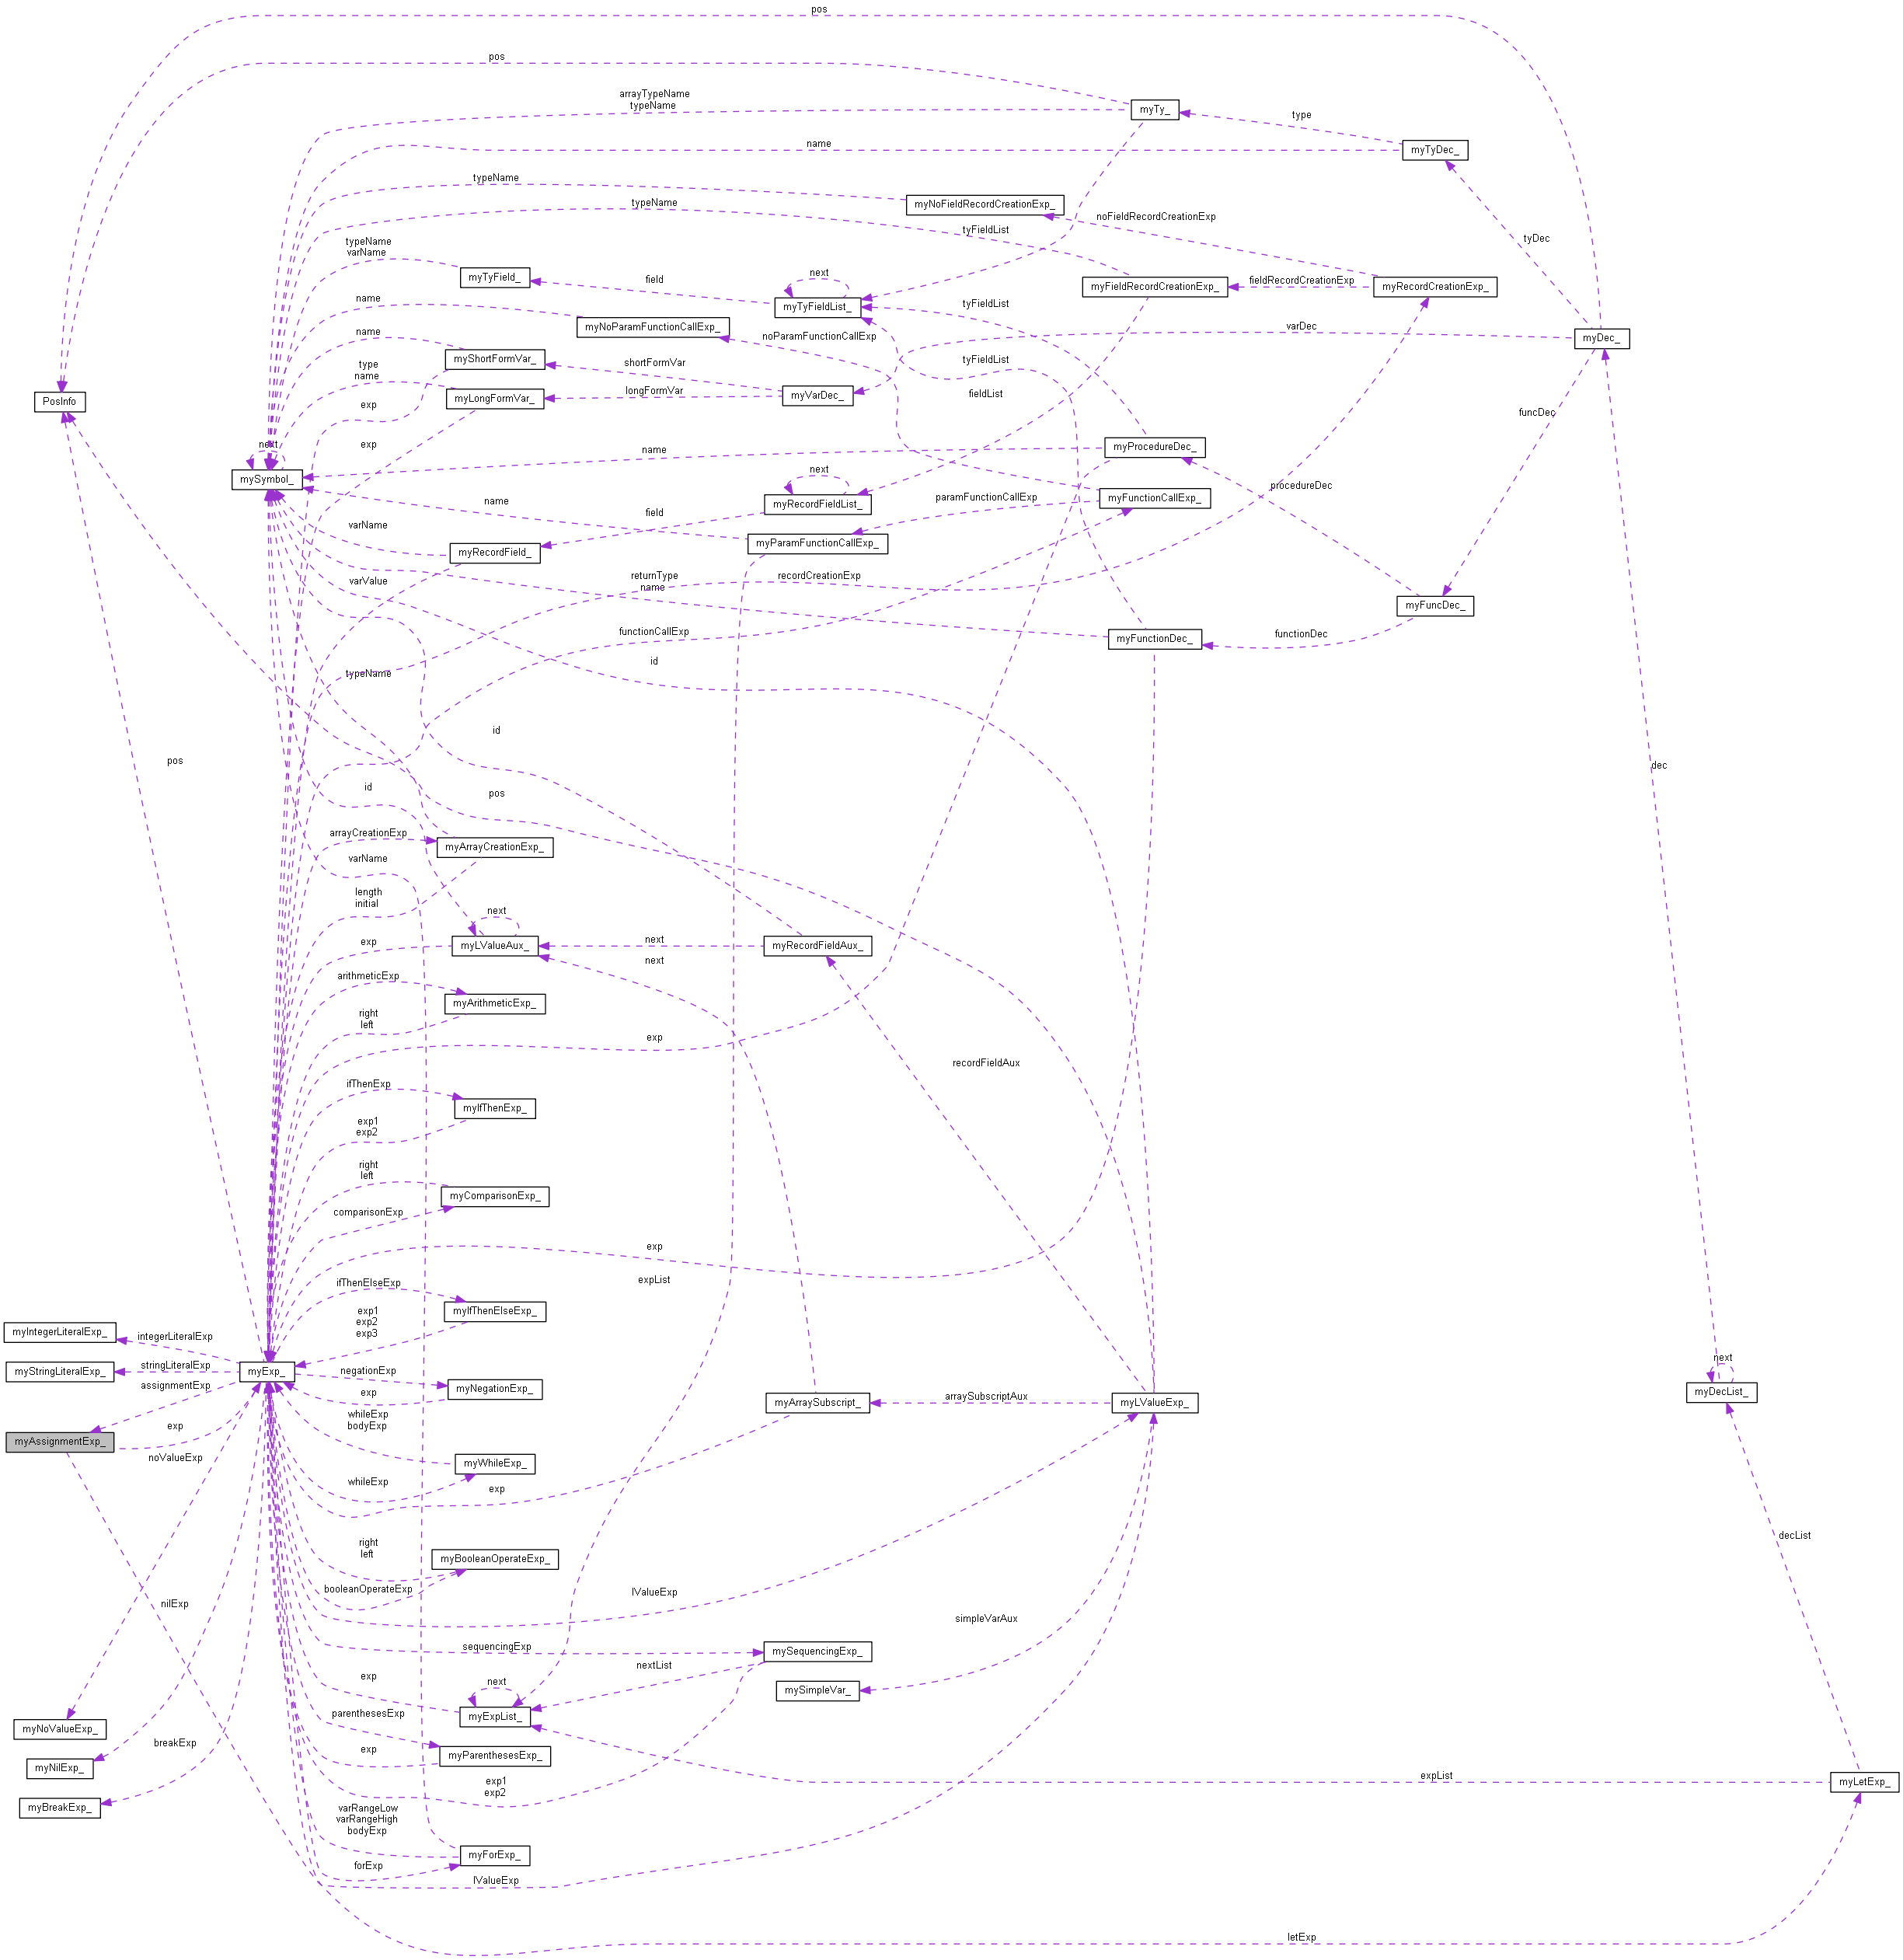 pos
pos
arrayTypeName
typeName
myTy_
type
name
myTyDec_
typeName
myNoFieldRecordCreationExp_
typeName
noFieldRecordCreationExp
tyFieldList
tyDec
typeName
varName
myTyField_
field
next
myTyFieldList_
myFieldRecordCreationExp_
fieldRecordCreationExp
myRecordCreationExp_
name
myNoParamFunctionCallExp_
tyFieldList
noParamFunctionCallExp
varDec
myDec_
name
myShortFormVar_
shortFormVar
tyFieldList
type
name
myLongFormVar_
longFormVar
myVarDec_
fieldList
PosInfo
exp
funcDec
exp
next
mySymbol_
name
myProcedureDec_
next
myRecordFieldList_
procedureDec
paramFunctionCallExp
myFunctionCallExp_
name
field
varName
myRecordField_
myParamFunctionCallExp_
varValue
returnType
name
recordCreationExp
myFuncDec_
functionCallExp
myFunctionDec_
functionDec
id
typeName
id
pos
dec
id
pos
arrayCreationExp
myArrayCreationExp_
varName
length
initial
next
exp
myLValueAux_
next
next
myRecordFieldAux_
arithmeticExp
myArithmeticExp_
right
left
exp
recordFieldAux
ifThenExp
myIfThenExp_
exp1
exp2
right
left
myComparisonExp_
comparisonExp
exp
expList
ifThenElseExp
myIfThenElseExp_
exp1
exp2
exp3
myIntegerLiteralExp_
integerLiteralExp
myStringLiteralExp_
stringLiteralExp
myExp_
negationExp
myNegationExp_
exp
assignmentExp
next
myDecList_
myArraySubscript_
arraySubscriptAux
myLValueExp_
exp
myAssignmentExp_
whileExp
bodyExp
noValueExp
myWhileExp_
whileExp
exp
decList
right
left
myBooleanOperateExp_
booleanOperateExp
nilExp
lValueExp
simpleVarAux
sequencingExp
mySequencingExp_
nextList
exp
next
mySimpleVar_
myExpList_
parenthesesExp
myNoValueExp_
breakExp
exp
myParenthesesExp_
myNilExp_
exp1
exp2
expList
myLetExp_
myBreakExp_
varRangeLow
varRangeHigh
bodyExp
myForExp_
forExp
lValueExp
letExp